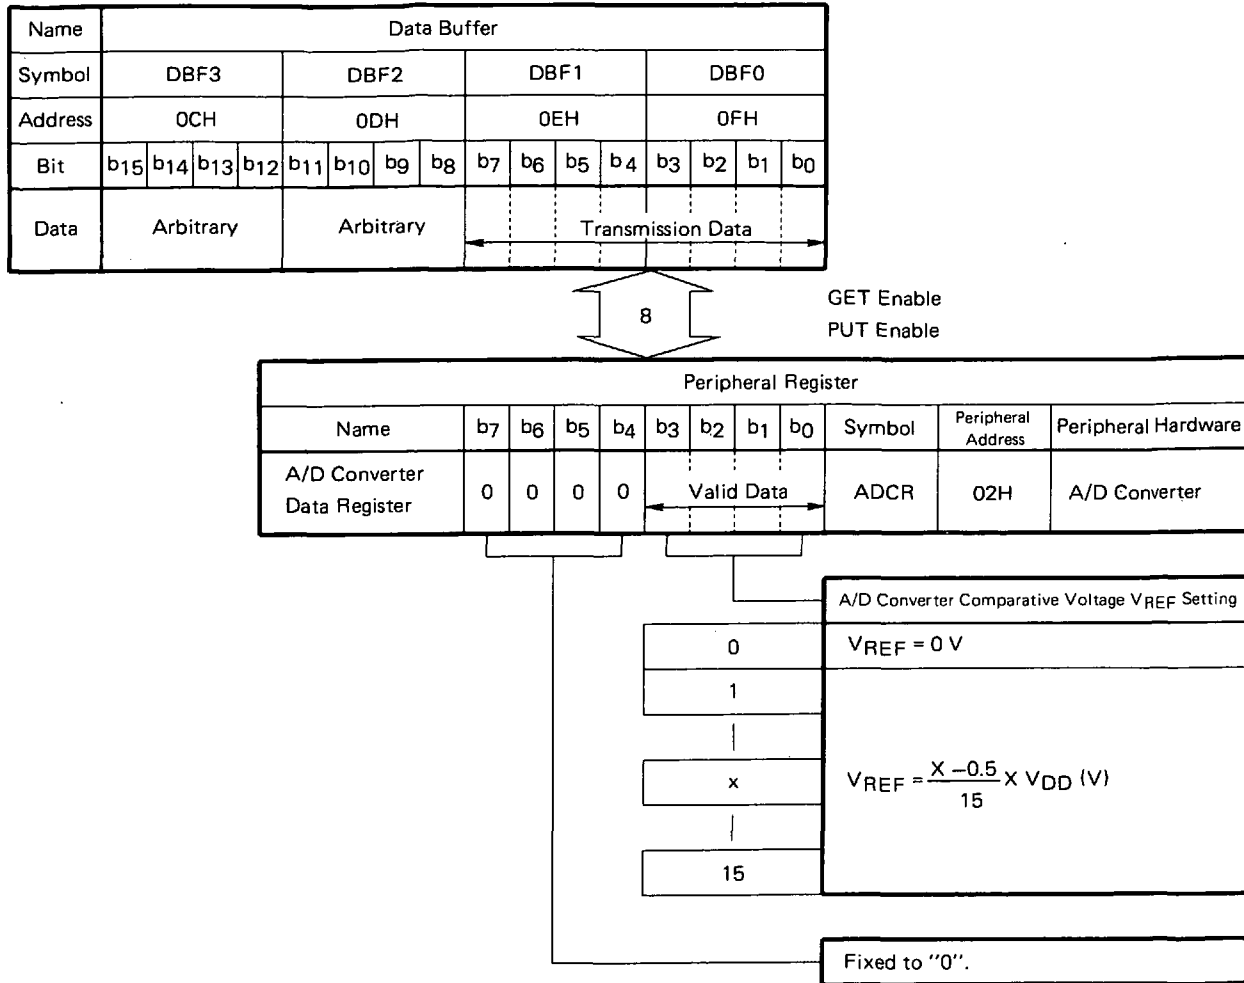 Name Data Buffer
Symbol DBF3 DBF2 DBF1 DBF0
Address 0CH 0DH 0EH 0FH
Bit b15 b14 b13 b12 b11 b10 b9 b8 b7 b6 b5 b4 b3 b2 b1 b0
Data Arbitrary Arbitrary Transmission Data
8
GET Enable
PUT Enable
Peripheral Register
Name b7 b6 b5 b4 b3 b2 b1 b0 Symbol Peripheral Address Peripheral Hardware
A/D Converter
Data Register
0 0 0 0 Valid Data ADCR 02H A/D Converter
A/D Converter Comparative Voltage VREF Setting
0 VREF = 0 V
1
x VREF = X -0.5 / 15 X VDD (V)
15
Fixed to "0".